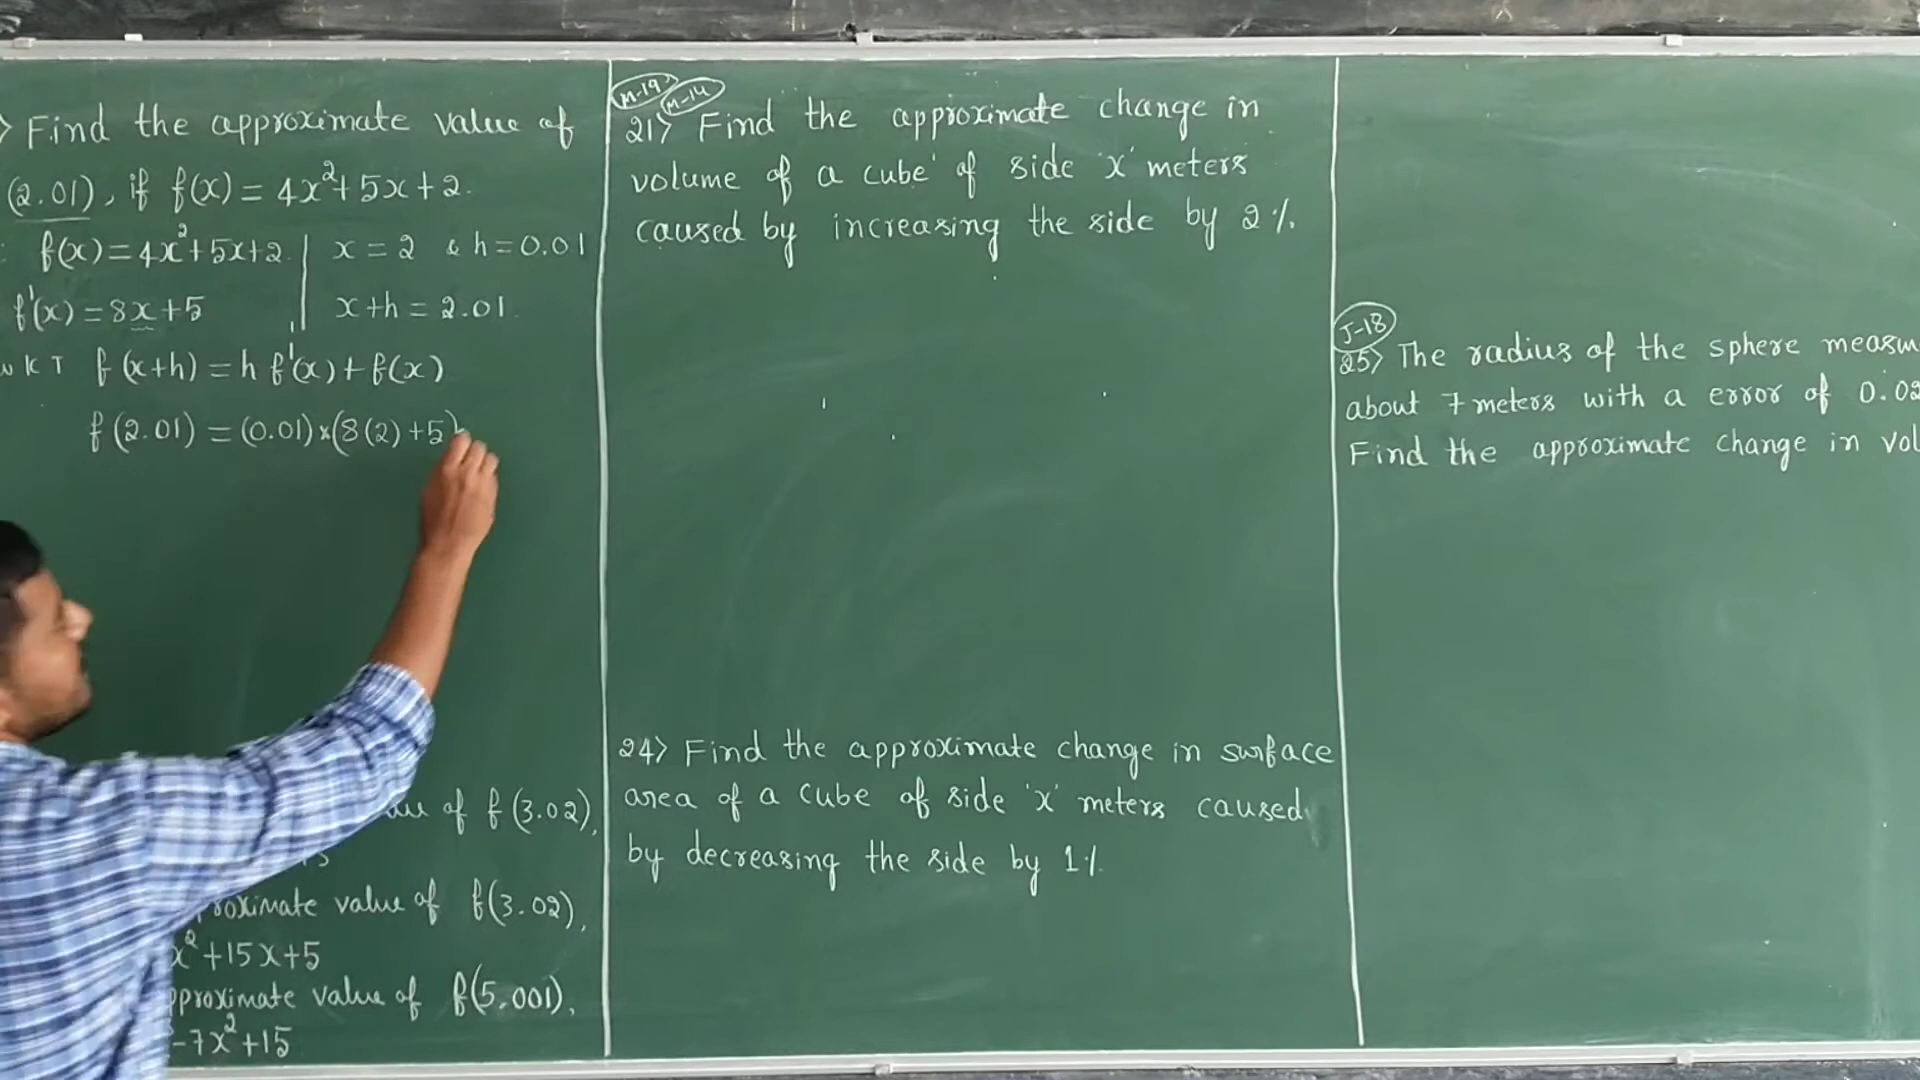 > Find the approximate value of
(2.01), if f(x) = 4x²+5x+2.
f(x) = 4x²+5x+2 | x = 2 & h = 0.01
f'(x) = 8x+5 | x+h = 2.01
W K T f(x+h) = h f'(x) + f(x)
f(2.01) = (0.01)×(8(2)+5)
of f(3.02),
value of f(3.02),
x²+15x+5
pproximate value of f(5.001),
-7x²+15
M-19 M-14
21> Find the approximate change in
volume of a cube of side 'x' meters
caused by increasing the side by 2%.
24> Find the approximate change in surface
area of a cube of side 'x' meters caused
by decreasing the side by 1%.
J-18
25> The radius of the sphere measu
about 7 meters with a error of 0.02
Find the approximate change in vol